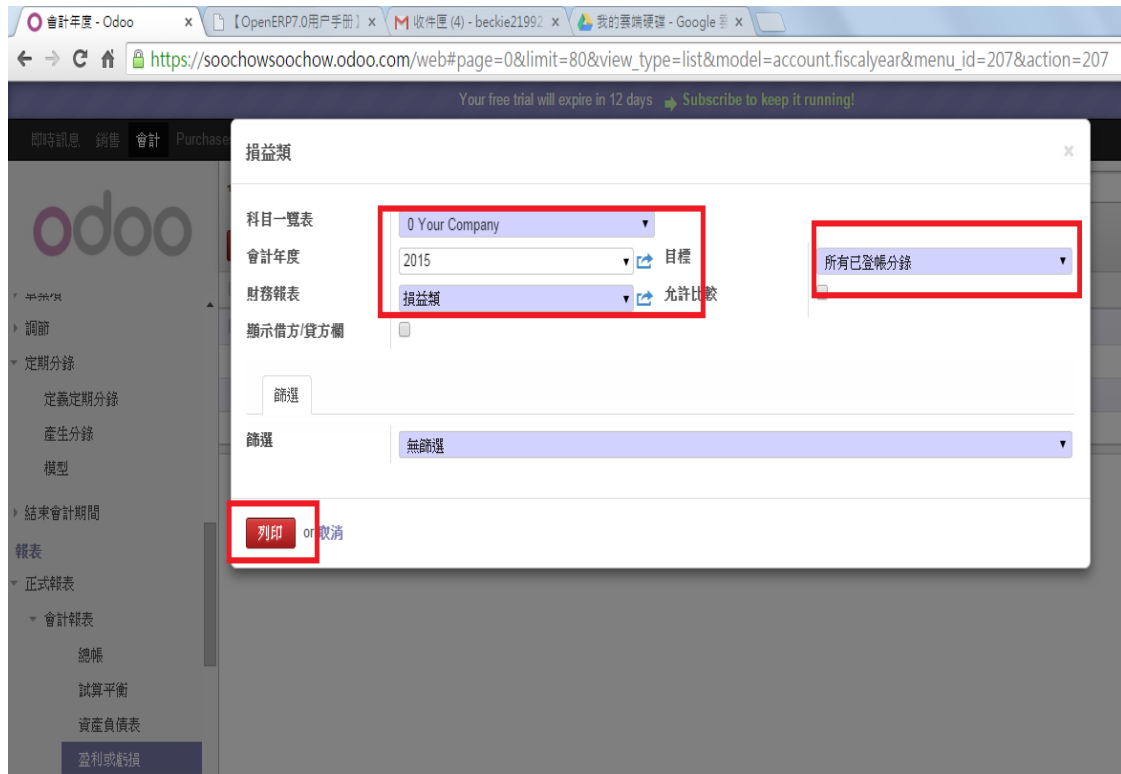 會計年度 - Odoo
【OpenERP7.0用户手册】
收件匣 (4) - beckie21992
我的雲端硬碟 - Google
https://soochowsoochow.odoo.com/web#page=0&limit=80&view_type=list&model=account.fiscalyear&menu_id=207&action=207
Your free trial will expire in 12 days Subscribe to keep it running!
即時訊息 銷售 會計 Purchase
損益類
×
odoo
科目一覽表 0 Your Company
會計年度 2015 目標 所有已登帳分錄
財務報表 損益類 允許比較
顯示借方/貸方欄
篩選
篩選 無篩選
列印 or 取消
調節
定期分錄
定義定期分錄
產生分錄
模型
結束會計期間
報表
正式報表
會計報表
總帳
試算平衡
資產負債表
盈利或虧損